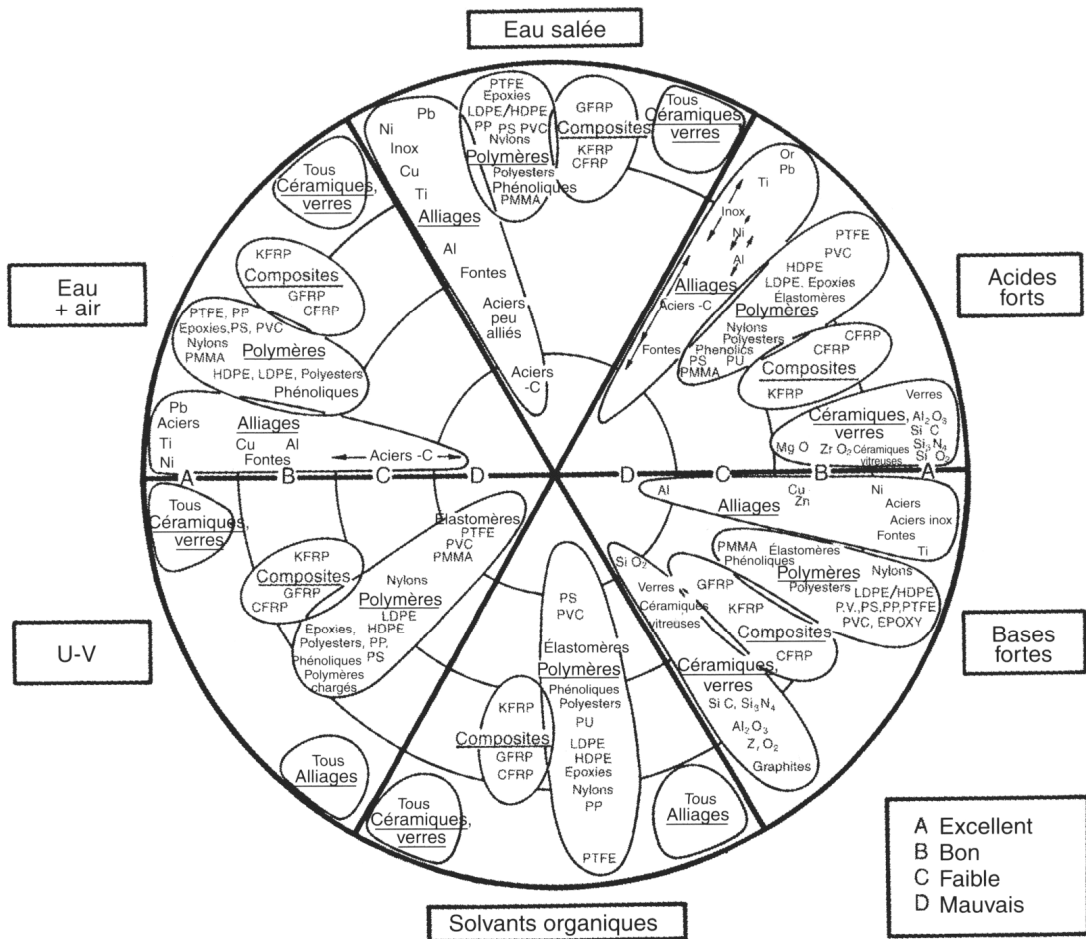 Eau salée
Pb
Ni
Inox
Cu
Ti
Alliages
Al
Fontes
Aciers
peu
alliés
Aciers
-C
PTFE
Epoxies
LDPE/HDPE
PP PS PVC
Nylons
Polymères
Polyesters
Phénoliques
PMMA
GFRP
Composites
KFRP
CFRP
Tous
Céramiques
verres
Acides
forts
Or
Pb
Ti
Inox
Ni
Al
Alliages
Aciers -C
Fontes
PTFE
PVC
HDPE
LDPE, Epoxies
Élastomères
Polymères
Nylons
Polyesters
Phenolics
PS PU
PMMA
CFRP
CFRP
Composites
KFRP
Verres
Céramiques,
verres
Al2O3
Si C
Si3N4
Si O2
Mg O
Zr O2
Céramiques
vitreuses
Eau
+ air
Tous
Céramiques,
verres
KFRP
Composites
GFRP
CFRP
PTFE, PP
Epoxies, PS, PVC
Nylons
PMMA
Polymères
HDPE, LDPE, Polyesters
Phénoliques
Pb
Aciers
Ti
Ni
Alliages
Cu Al
Fontes
Aciers -C
A B C D D C B A
U-V
Tous
Céramiques,
verres
KFRP
Composites
GFRP
CFRP
Élastomères
PTFE
PVC
PMMA
Nylons
Polymères
LDPE
HDPE
Epoxies,
Polyesters, PP,
PS
Phénoliques
Polymères
chargés
Tous
Alliages
Bases
fortes
Al
Alliages
Cu
Zn
Ni
Aciers
Aciers inox
Fontes
Ti
PMMA
Phénoliques
Élastomères
Polymères
Polyesters
Nylons
LDPE/HDPE
P.V.,PS,PP,PTFE
PVC, EPOXY
GFRP
KFRP
Composites
CFRP
Si O2
Verres
Céramiques
vitreuses
Céramiques,
verres
Si C, Si3N4
Al2O3
Zr O2
Graphites
Tous
Céramiques,
verres
KFRP
Composites
GFRP
CFRP
PS
PVC
Élastomères
Polymères
Phénoliques
Polyesters
PU
LDPE
HDPE
Epoxies
Nylons
PP
PTFE
Tous
Alliages
Solvants organiques
A Excellent
B Bon
C Faible
D Mauvais